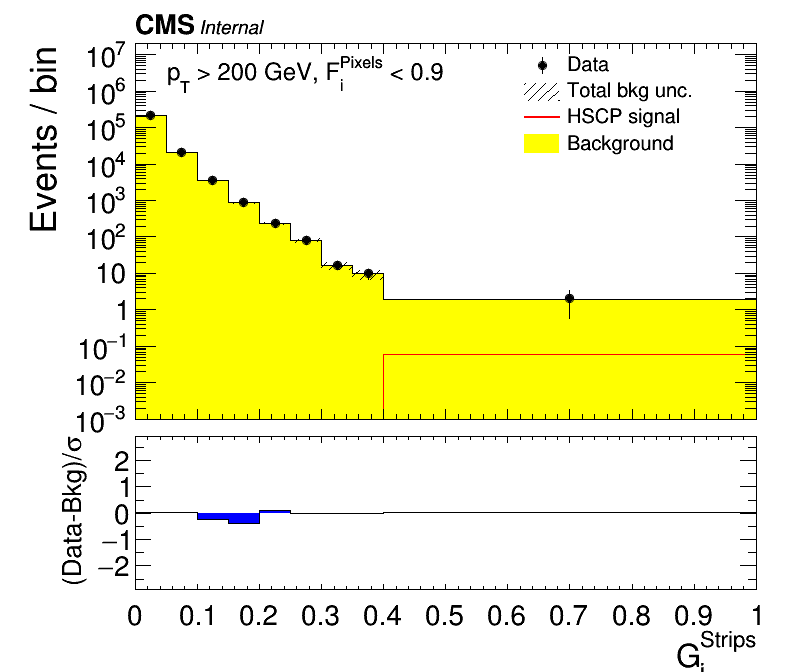 CMS Internal
p_T > 200 GeV, F_i^Pixels < 0.9
Data
Total bkg unc.
HSCP signal
Background
Events / bin
10^7
10^6
10^5
10^4
10^3
10^2
10
1
10^−1
10^−2
10^−3
(Data-Bkg)/σ
2
1
0
−1
−2
0 0.1 0.2 0.3 0.4 0.5 0.6 0.7 0.8 0.9 1
G_i^Strips